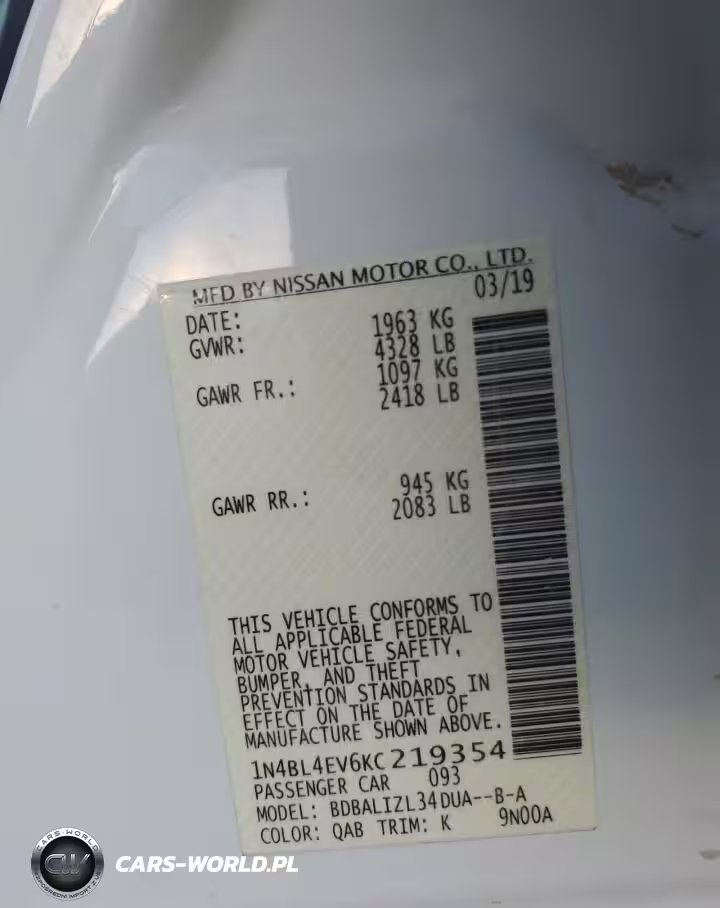 MFD BY NISSAN MOTOR CO., LTD.
DATE: 03/19
GVWR: 1963 KG
4328 LB
GAWR FR.: 1097 KG
2418 LB
GAWR RR.: 945 KG
2083 LB
THIS VEHICLE CONFORMS TO
ALL APPLICABLE FEDERAL
MOTOR VEHICLE SAFETY,
BUMPER, AND THEFT
PREVENTION STANDARDS IN
EFFECT ON THE DATE OF
MANUFACTURE SHOWN ABOVE.
1N4BL4EV6KC219354
PASSENGER CAR 093
MODEL: BDBALIZL34DUA--B-A
COLOR: QAB TRIM: K 9N00A
CARS-WORLD
CW
CARS-WORLD.PL